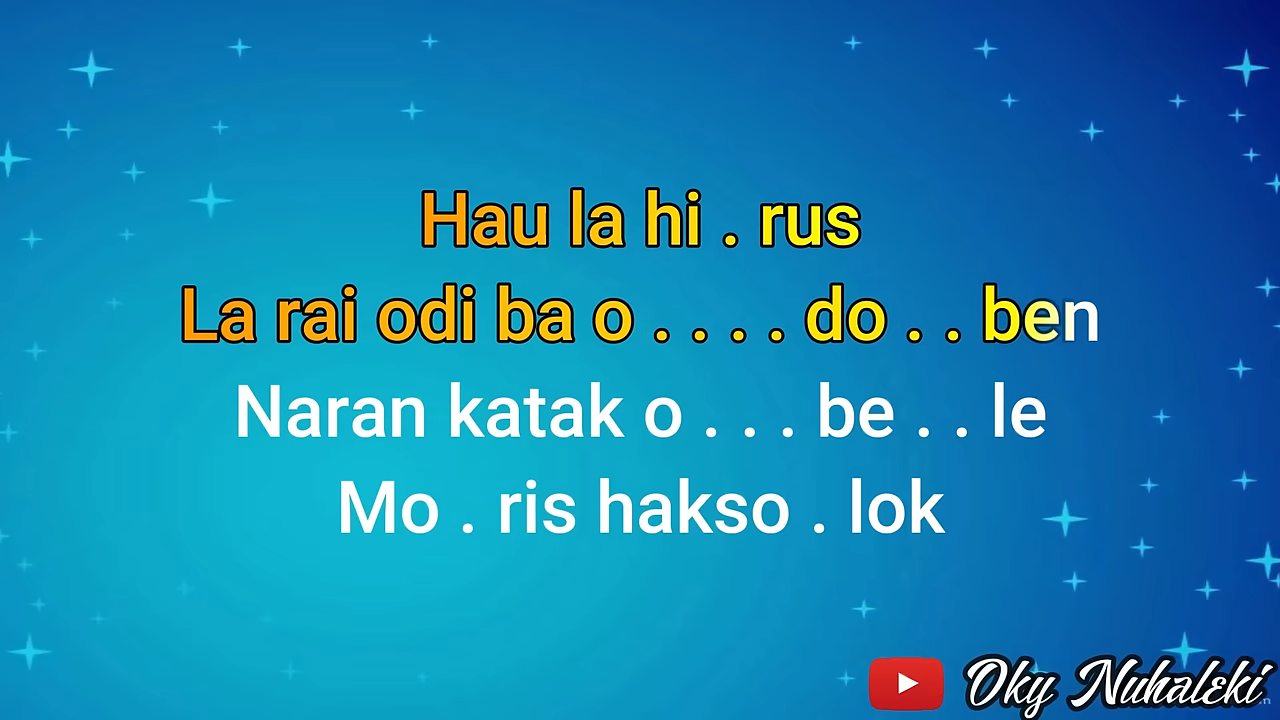 Hau la hi . rus
La rai odi ba o . . . . do . . ben
Naran katak o . . . be . . le
Mo . ris hakso . lok
Oky Nuhaleki